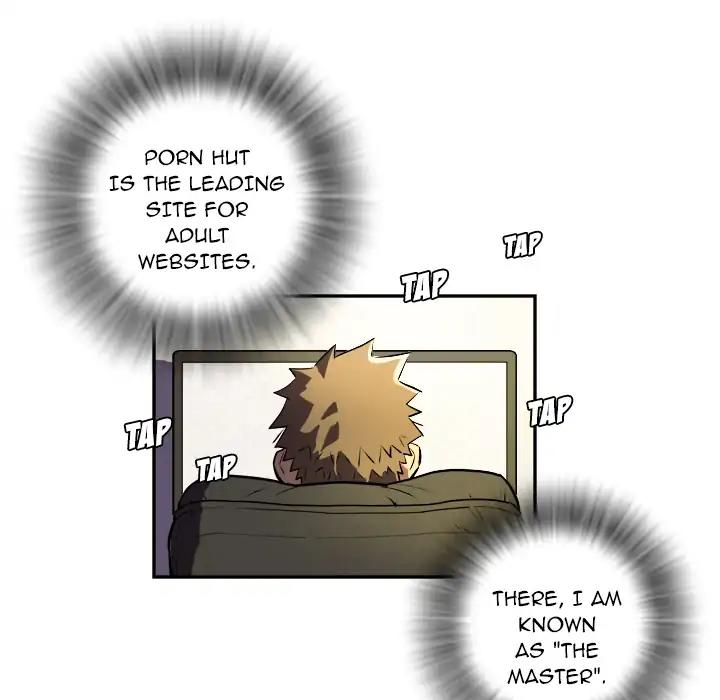 PORN HUT
IS THE LEADING
SITE FOR
ADULT
WEBSITES.
TAP
TAP
TAP
TAP
TAP
THERE, I AM
KNOWN
AS "THE
MASTER".